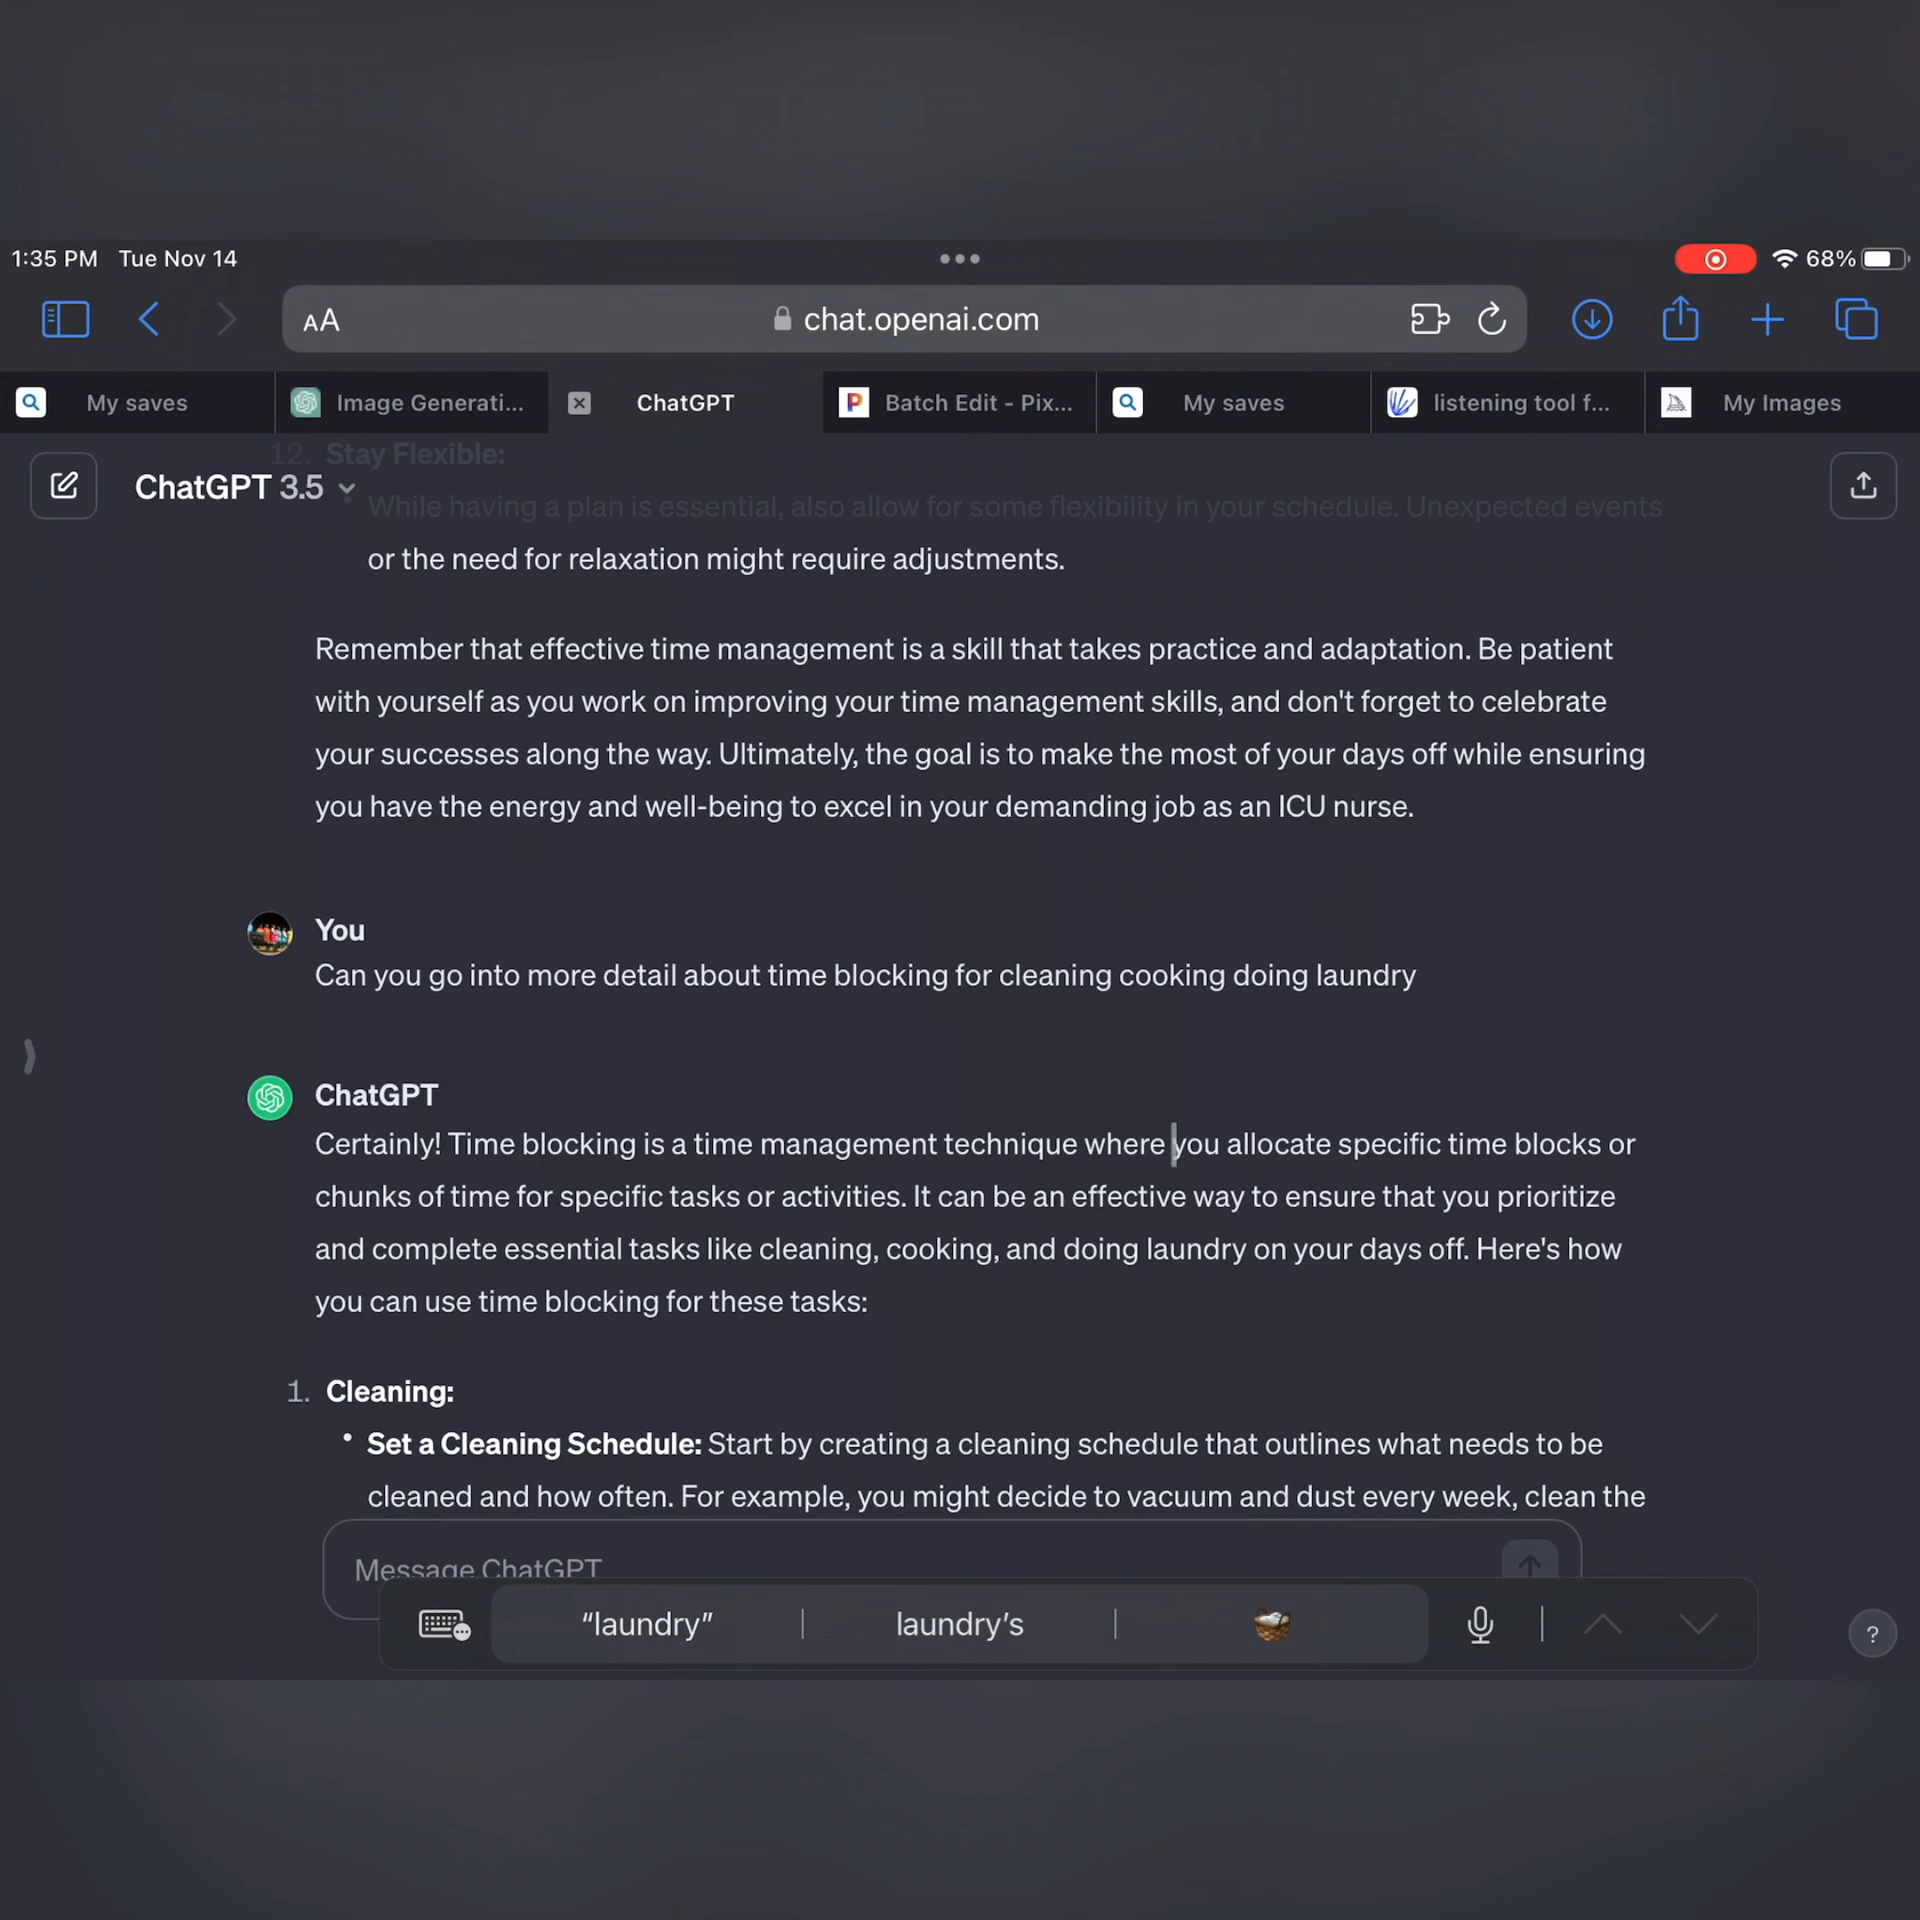 1:35 PM Tue Nov 14
68%
AA
chat.openai.com
My saves
Image Generati...
ChatGPT
Batch Edit - Pix...
My saves
listening tool f...
My Images
12. Stay Flexible:
ChatGPT 3.5
• While having a plan is essential, also allow for some flexibility in your schedule. Unexpected events
or the need for relaxation might require adjustments.
Remember that effective time management is a skill that takes practice and adaptation. Be patient
with yourself as you work on improving your time management skills, and don't forget to celebrate
your successes along the way. Ultimately, the goal is to make the most of your days off while ensuring
you have the energy and well-being to excel in your demanding job as an ICU nurse.
You
Can you go into more detail about time blocking for cleaning cooking doing laundry
ChatGPT
Certainly! Time blocking is a time management technique where you allocate specific time blocks or
chunks of time for specific tasks or activities. It can be an effective way to ensure that you prioritize
and complete essential tasks like cleaning, cooking, and doing laundry on your days off. Here's how
you can use time blocking for these tasks:
1. Cleaning:
• Set a Cleaning Schedule: Start by creating a cleaning schedule that outlines what needs to be
cleaned and how often. For example, you might decide to vacuum and dust every week, clean the
Message ChatGPT
“laundry”
laundry’s
?